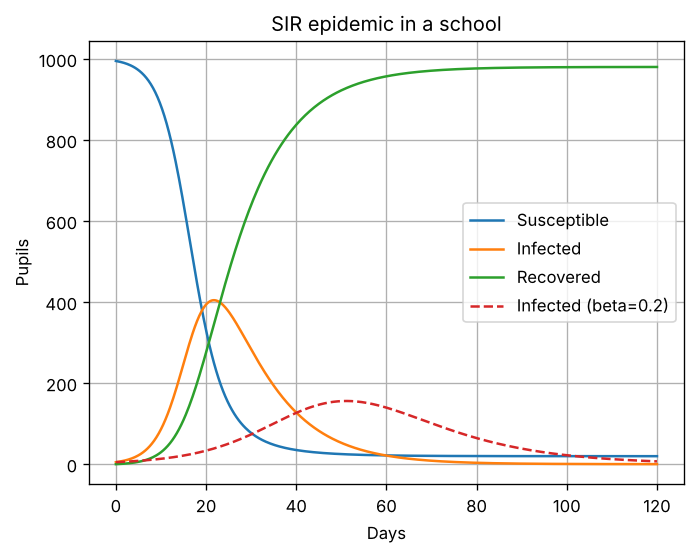 SIR epidemic in a school
1000
800
600
400
200
0
Pupils
Susceptible
Infected
Recovered
Infected (beta=0.2)
0 20 40 60 80 100 120
Days